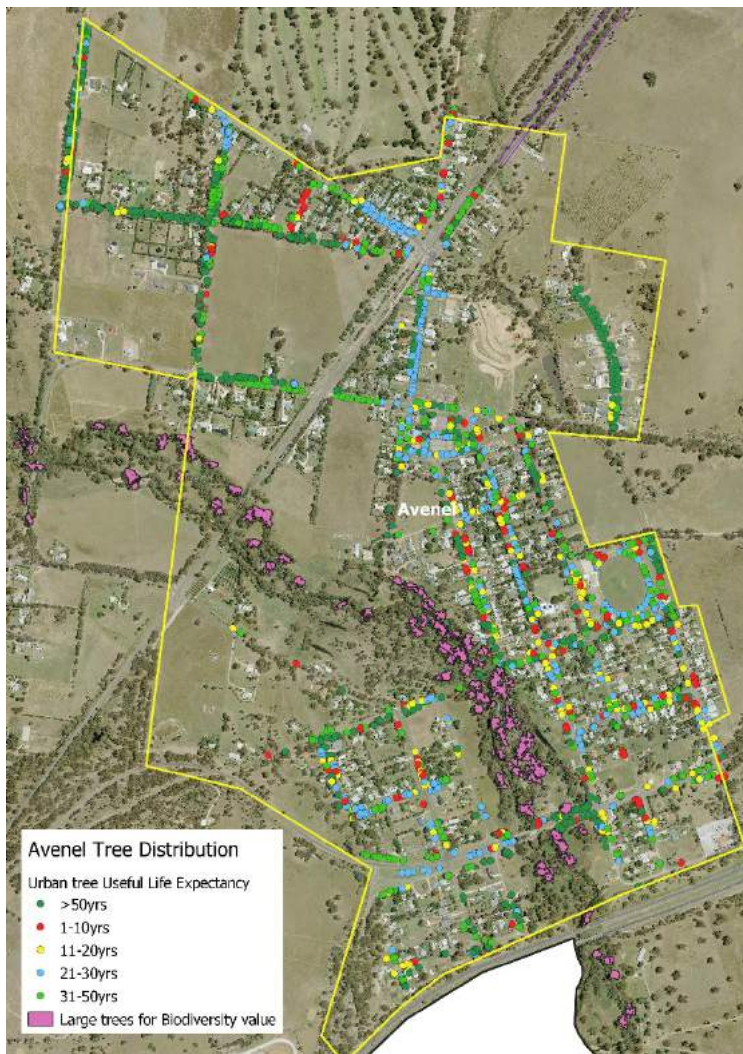 Avenel
Avenel Tree Distribution
Urban tree Useful Life Expectancy
>50yrs
1-10yrs
11-20yrs
21-30yrs
31-50yrs
Large trees for Biodiversity value